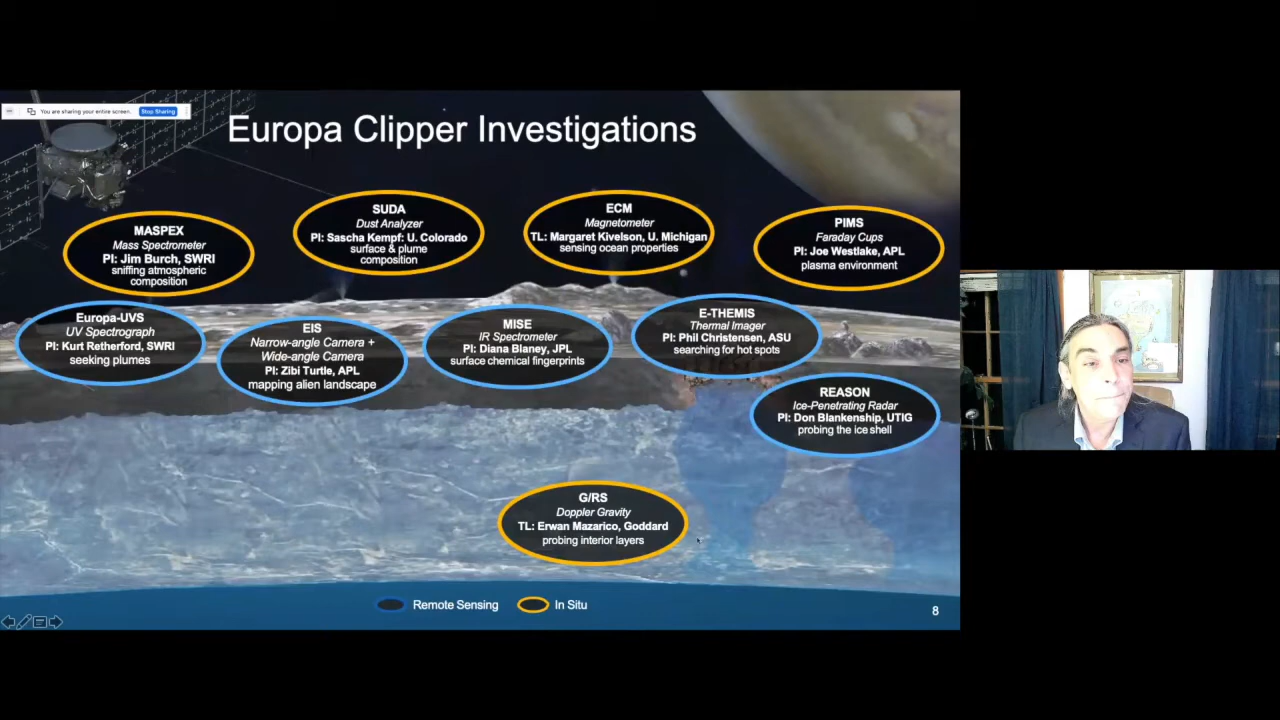 You are sharing your entire screen.
Stop Sharing
Europa Clipper Investigations
MASPEX
Mass Spectrometer
PI: Jim Burch, SWRI
sniffing atmospheric
composition
SUDA
Dust Analyzer
PI: Sascha Kempf: U. Colorado
surface & plume
composition
ECM
Magnetometer
TL: Margaret Kivelson, U. Michigan
sensing ocean properties
PIMS
Faraday Cups
PI: Joe Westlake, APL
plasma environment
Europa-UVS
UV Spectrograph
PI: Kurt Retherford, SWRI
seeking plumes
EIS
Narrow-angle Camera +
Wide-angle Camera
PI: Zibi Turtle, APL
mapping alien landscape
MISE
IR Spectrometer
PI: Diana Blaney, JPL
surface chemical fingerprints
E-THEMIS
Thermal Imager
PI: Phil Christensen, ASU
searching for hot spots
REASON
Ice-Penetrating Radar
PI: Don Blankenship, UTIG
probing the ice shell
G/RS
Doppler Gravity
TL: Erwan Mazarico, Goddard
probing interior layers
Remote Sensing
In Situ
8